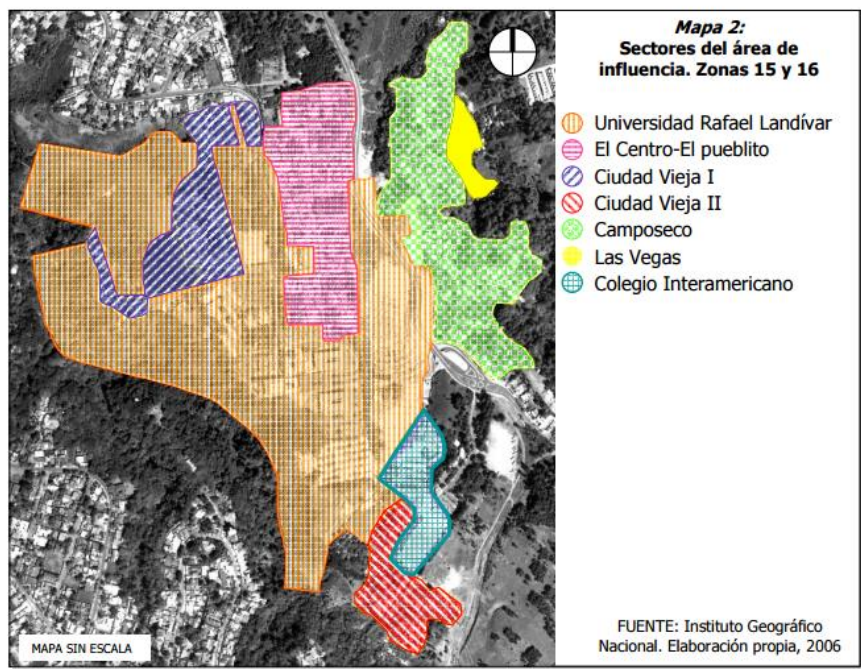 Mapa 2:
Sectores del área de
influencia. Zonas 15 y 16
Universidad Rafael Landívar
El Centro-El pueblito
Ciudad Vieja I
Ciudad Vieja II
Camposeco
Las Vegas
Colegio Interamericano
FUENTE: Instituto Geográfico
Nacional. Elaboración propia, 2006
MAPA SIN ESCALA